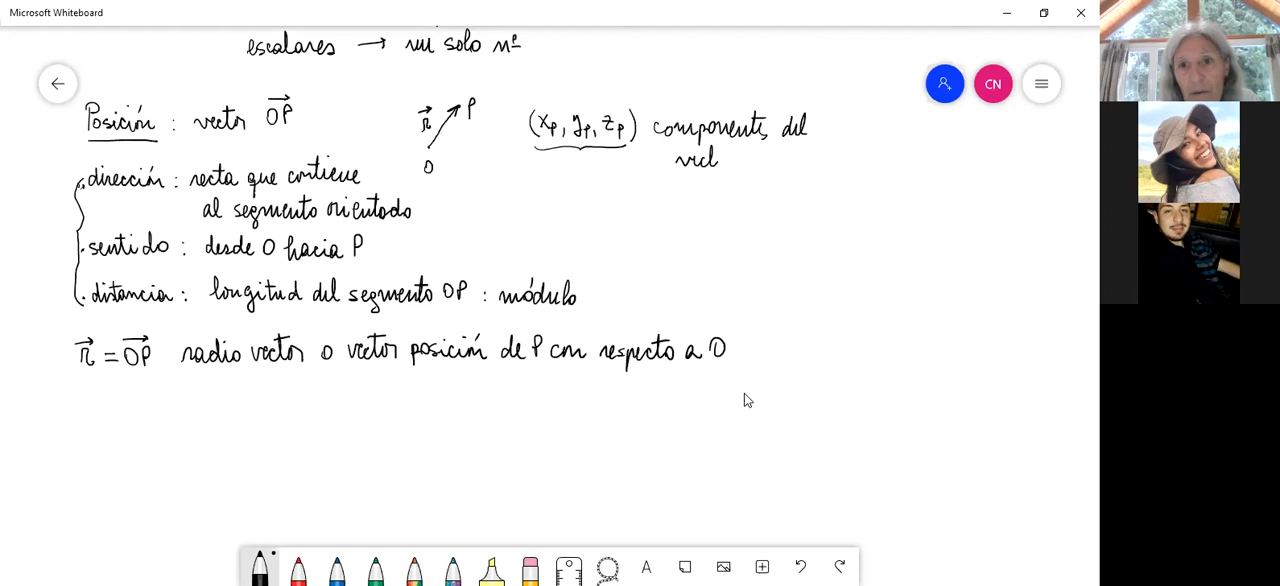 Microsoft Whiteboard
escalares → un solo nº
Posición : vector OP
r P O
(xp, yp, zp) componentes del
vect
. dirección : recta que contiene
al segmento orientado
. sentido : desde O hacia P
. distancia : longitud del segmento OP : módulo
r = OP radio vector o vector posición de P con respecto a O
CN
A